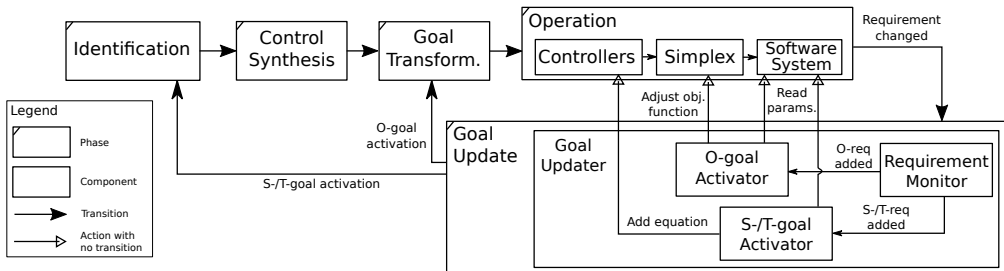 Identification
Control
Synthesis
Goal
Transform.
Operation
Controllers
Simplex
Software
System
Requirement
changed
Legend
Phase
Component
Transition
Action with
no transition
O-goal
activation
S-/T-goal activation
Adjust obj.
function
Read
params.
Goal
Update
Goal
Updater
O-goal
Activator
O-req
added
Requirement
Monitor
Add equation
S-/T-goal
Activator
S-/T-req
added